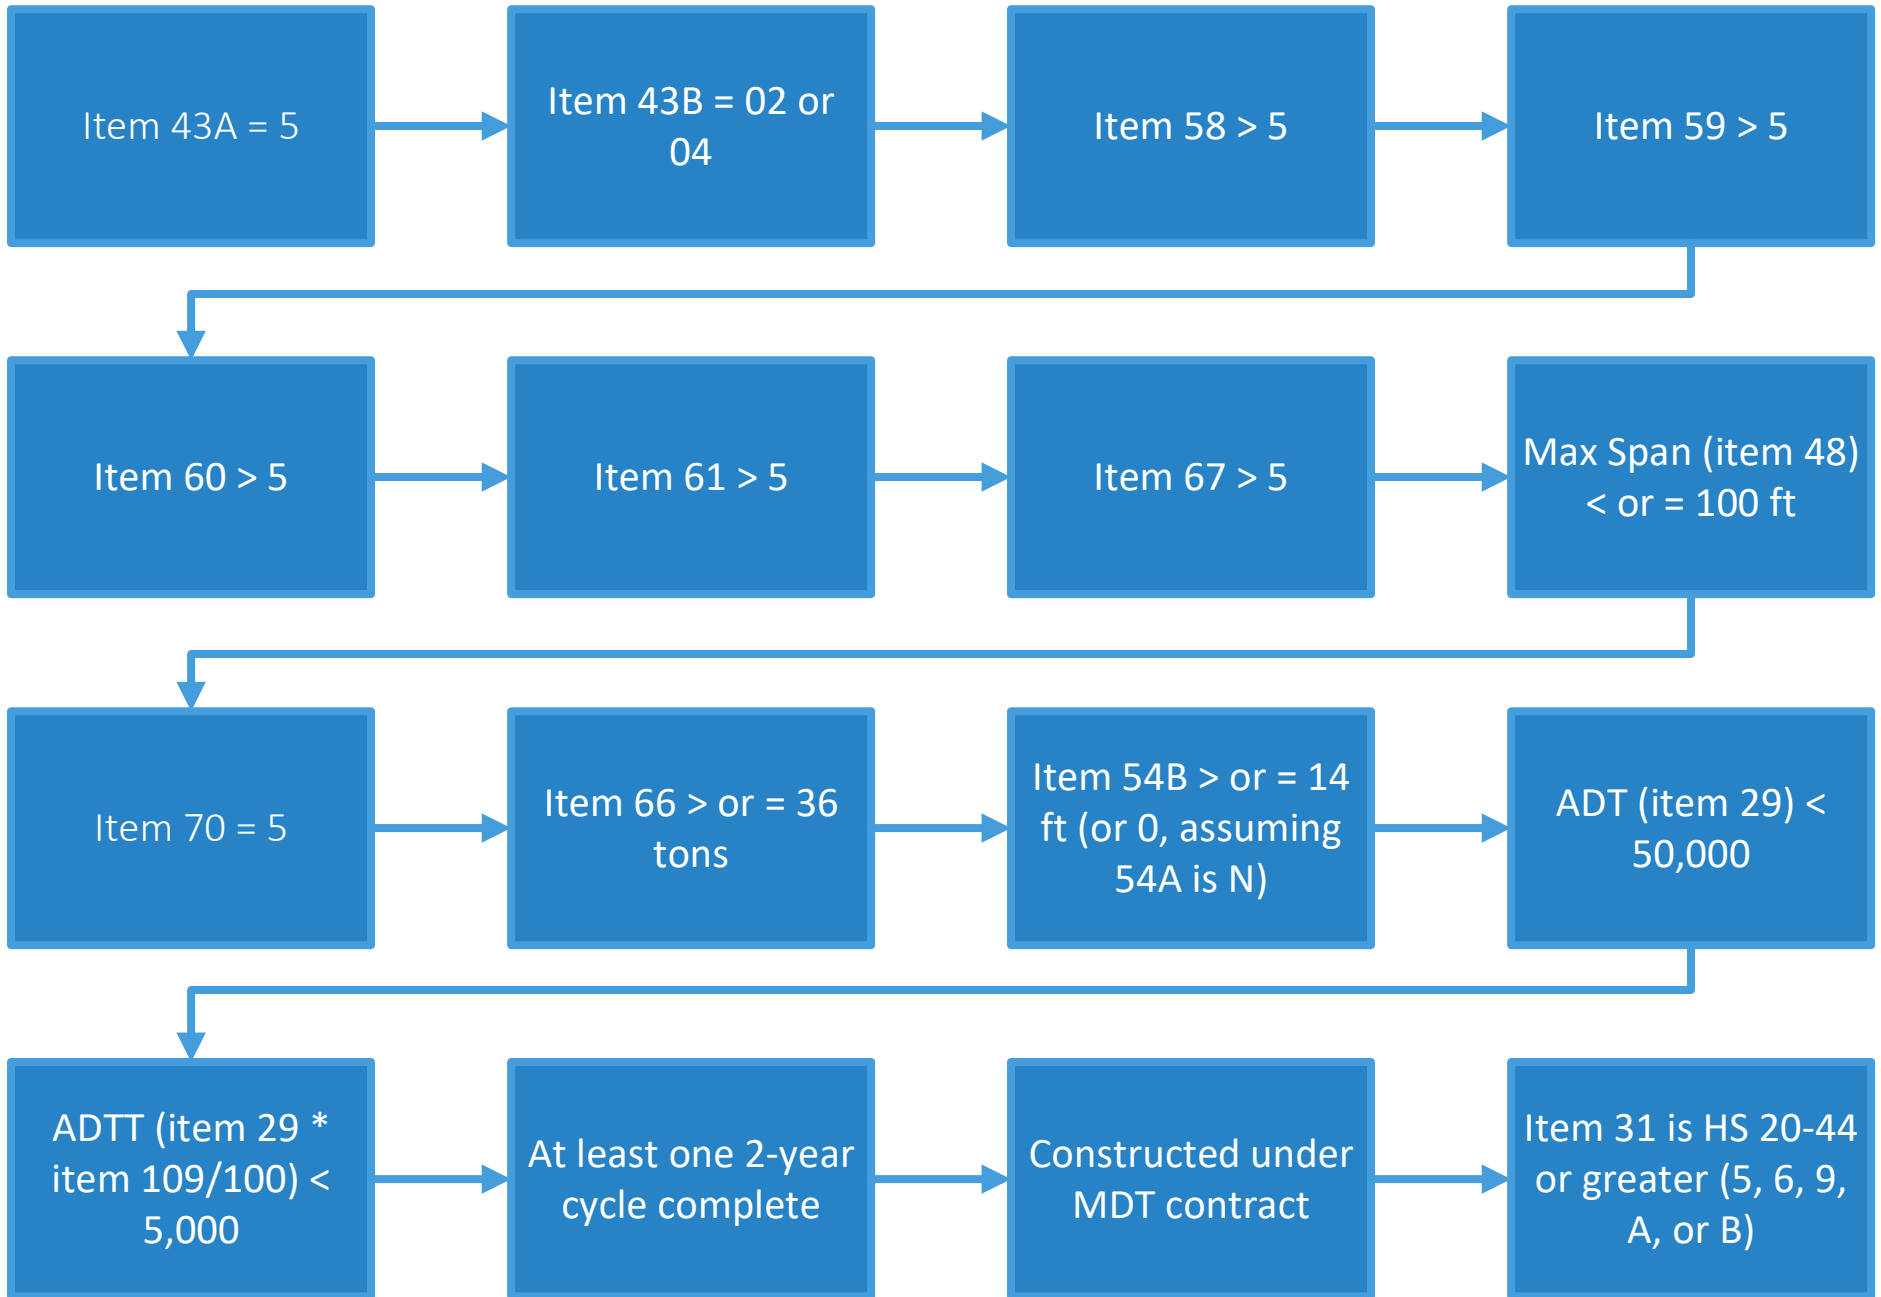 Item 43A = 5
Item 43B = 02 or
04
Item 58 > 5
Item 59 > 5
Item 60 > 5
Item 61 > 5
Item 67 > 5
Max Span (item 48)
< or = 100 ft
Item 70 = 5
Item 66 > or = 36
tons
Item 54B > or = 14
ft (or 0, assuming
54A is N)
ADT (item 29) <
50,000
ADTT (item 29 *
item 109/100) <
5,000
At least one 2-year
cycle complete
Constructed under
MDT contract
Item 31 is HS 20-44
or greater (5, 6, 9,
A, or B)